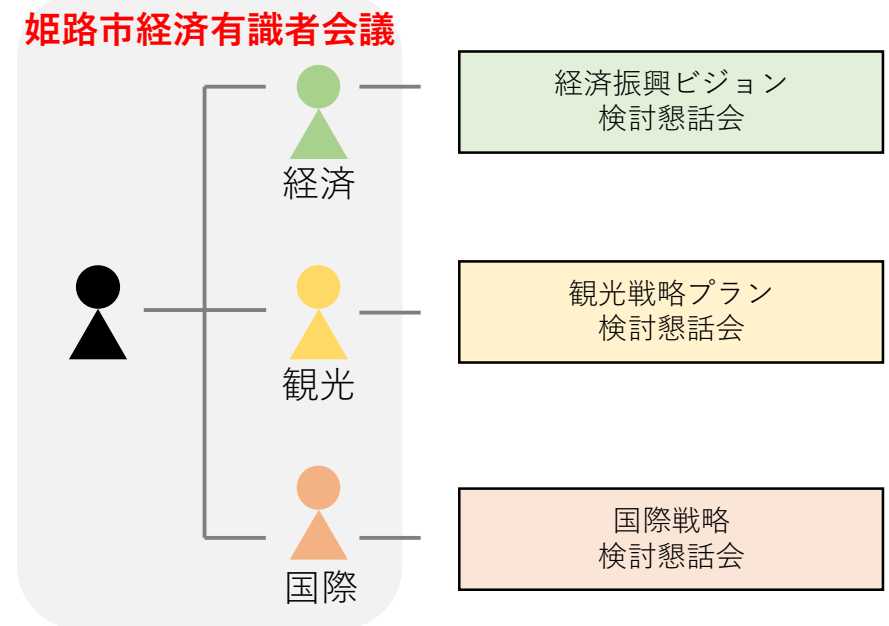 姫路市経済有識者会議
経済
経済振興ビジョン
検討懇話会
観光
観光戦略プラン
検討懇話会
国際
国際戦略
検討懇話会